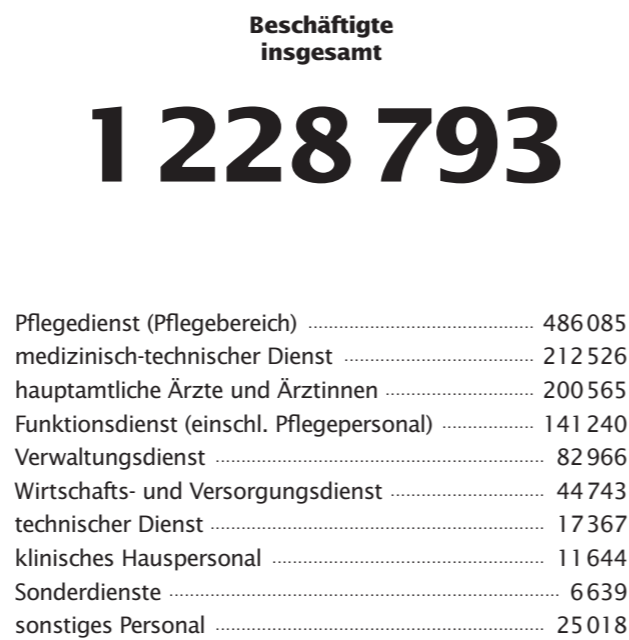 Beschäftigte
insgesamt
1 228 793
Pflegedienst (Pflegebereich) 486 085
medizinisch-technischer Dienst 212 526
hauptamtliche Ärzte und Ärztinnen 200 565
Funktionsdienst (einschl. Pflegepersonal) 141 240
Verwaltungsdienst 82 966
Wirtschafts- und Versorgungsdienst 44 743
technischer Dienst 17 367
klinisches Hauspersonal 11 644
Sonderdienste 6 639
sonstiges Personal 25 018